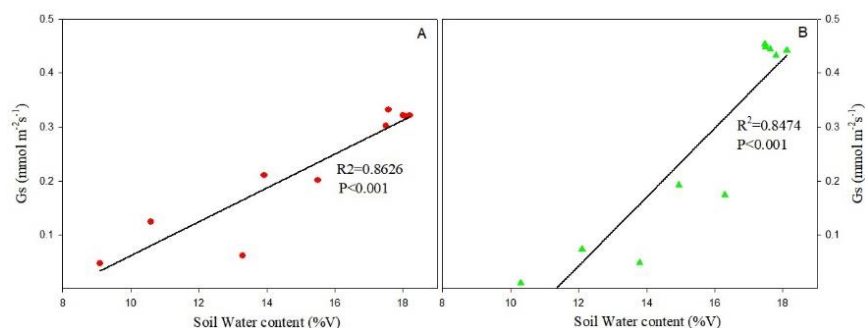 A
B
0.5
0.4
0.3
0.2
0.1
Gs (mmol m⁻²s⁻¹)
R2=0.8626
P<0.001
8
10
12
14
16
18
Soil Water content (%V)
R²=0.8474
P<0.001
8
10
12
14
16
18
Soil Water content (%V)
0.5
0.4
0.3
0.2
0.1
Gs (mmol m⁻²s⁻¹)